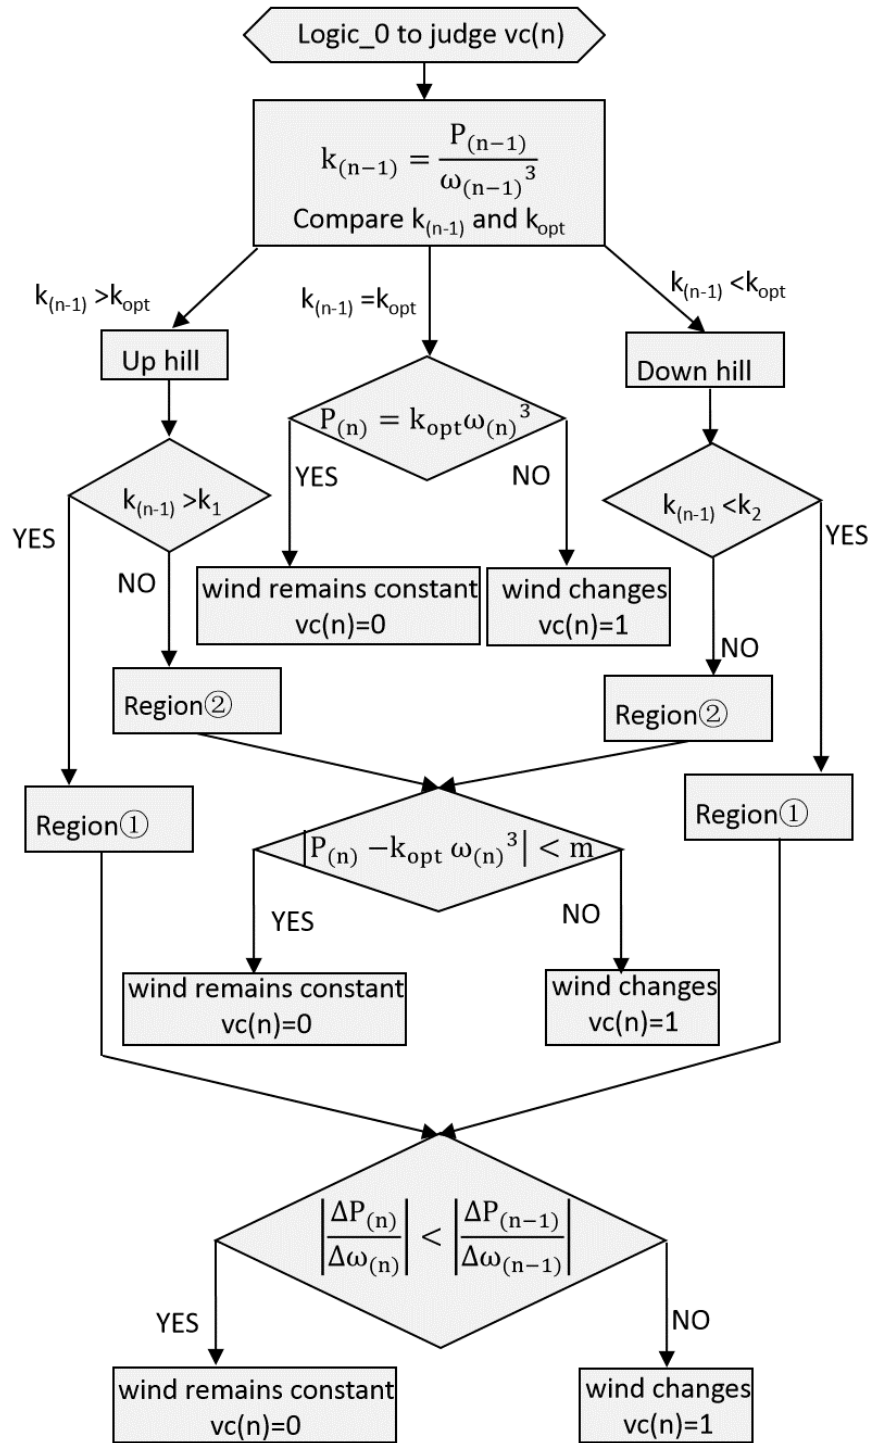 Logic_0 to judge vc(n)
k(n−1) = P(n−1) / ω(n−1)³
Compare k(n-1) and kopt
k(n-1) >kopt
k(n-1) =kopt
k(n-1) <kopt
Up hill
Down hill
P(n) = koptω(n)³
YES
NO
k(n-1) >k1
k(n-1) <k2
YES
YES
NO
wind remains constant
vc(n)=0
wind changes
vc(n)=1
NO
Region②
Region②
Region①
Region①
|P(n) −kopt ω(n)³| < m
YES
NO
wind remains constant
vc(n)=0
wind changes
vc(n)=1
|ΔP(n)/Δω(n)| < |ΔP(n−1)/Δω(n−1)|
YES
NO
wind remains constant
vc(n)=0
wind changes
vc(n)=1